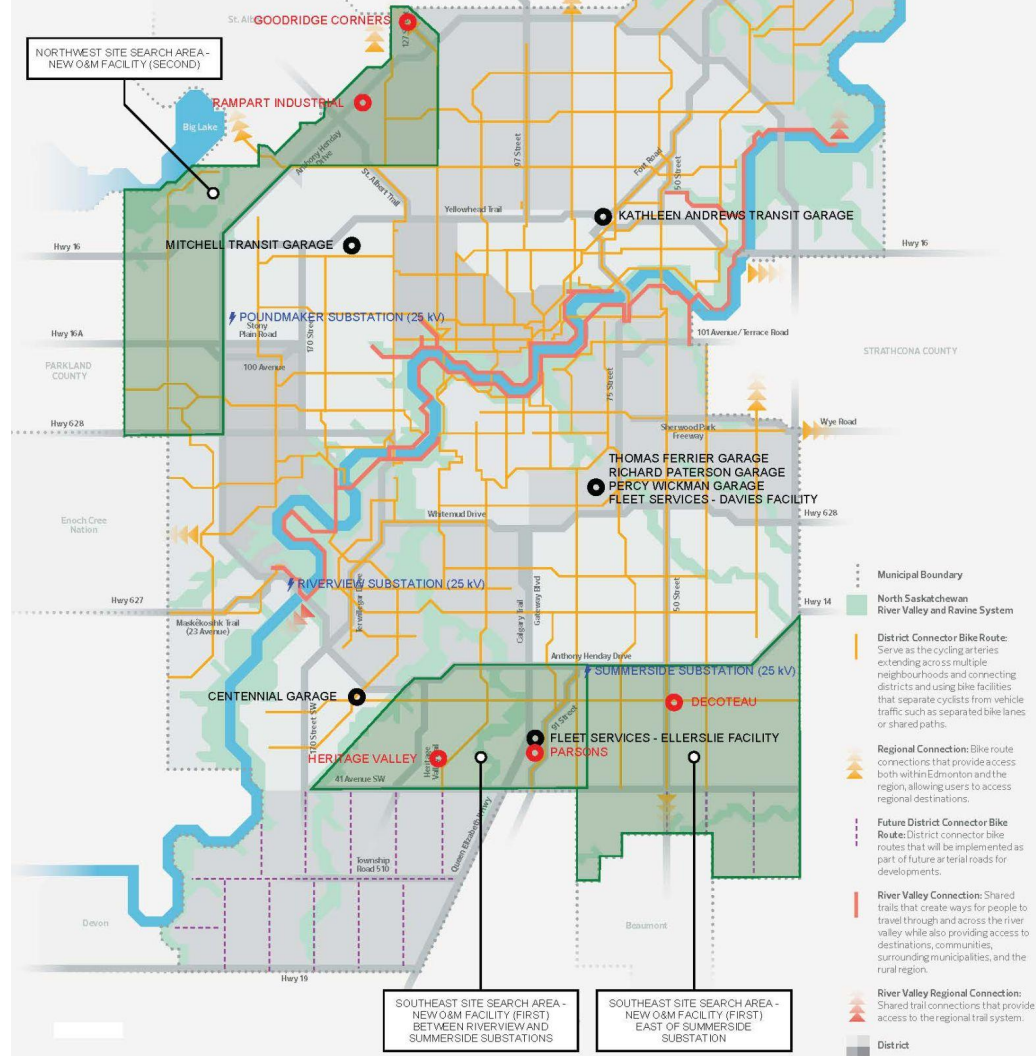 St. Alb
GOODRIDGE CORNERS
127 St
NORTHWEST SITE SEARCH AREA -
NEW O&M FACILITY (SECOND)
RAMPART INDUSTRIAL
Big Lake
Anthony Henday
Drive
St. Albert Trail
97 Street
Fort Road
50 Street
Yellowhead Trail
KATHLEEN ANDREWS TRANSIT GARAGE
MITCHELL TRANSIT GARAGE
Hwy 16
Hwy 16
POUNDMAKER SUBSTATION (25 kV)
Stony
Plain Road
170 Street
Hwy 16A
100 Avenue
101 Avenue/Terrace Road
PARKLAND
COUNTY
STRATHCONA COUNTY
75 Street
Hwy 628
Sherwood Park
Freeway
Wye Road
THOMAS FERRIER GARAGE
RICHARD PATERSON GARAGE
PERCY WICKMAN GARAGE
FLEET SERVICES - DAVIES FACILITY
Whitemud Drive
Hwy 628
Enoch Cree
Nation
RIVERVIEW SUBSTATION (25 kV)
Hwy 627
Maskêkosihk Trail
(23 Avenue)
Terwillegar Drive
Calgary Trail
Gateway Blvd
50 Street
Hwy 14
Anthony Henday Drive
SUMMERSIDE SUBSTATION (25 kV)
CENTENNIAL GARAGE
170 Street SW
91 Street
DECOTEAU
FLEET SERVICES - ELLERSLIE FACILITY
PARSONS
HERITAGE VALLEY
Heritage
Valley Trail
41 Avenue SW
Queen Elizabeth II Hwy
Township
Road 510
Devon
Beaumont
Hwy 19
SOUTHEAST SITE SEARCH AREA -
NEW O&M FACILITY (FIRST)
BETWEEN RIVERVIEW AND
SUMMERSIDE SUBSTATIONS
SOUTHEAST SITE SEARCH AREA -
NEW O&M FACILITY (FIRST)
EAST OF SUMMERSIDE
SUBSTATION
Municipal Boundary
North Saskatchewan
River Valley and Ravine System
District Connector Bike Route:
Serve as the cycling arteries
extending across multiple
neighbourhoods and connecting
districts and using bike facilities
that separate cyclists from vehicle
traffic such as separated bike lanes
or shared paths.
Regional Connection: Bike route
connections that provide access
both within Edmonton and the
region, allowing users to access
regional destinations.
Future District Connector Bike
Route: District connector bike
routes that will be implemented as
part of future arterial roads for
developments.
River Valley Connection: Shared
trails that create ways for people to
travel through and across the river
valley while also providing access to
destinations, communities,
surrounding municipalities, and the
rural region.
River Valley Regional Connection:
Shared trail connections that provide
access to the regional trail system.
District